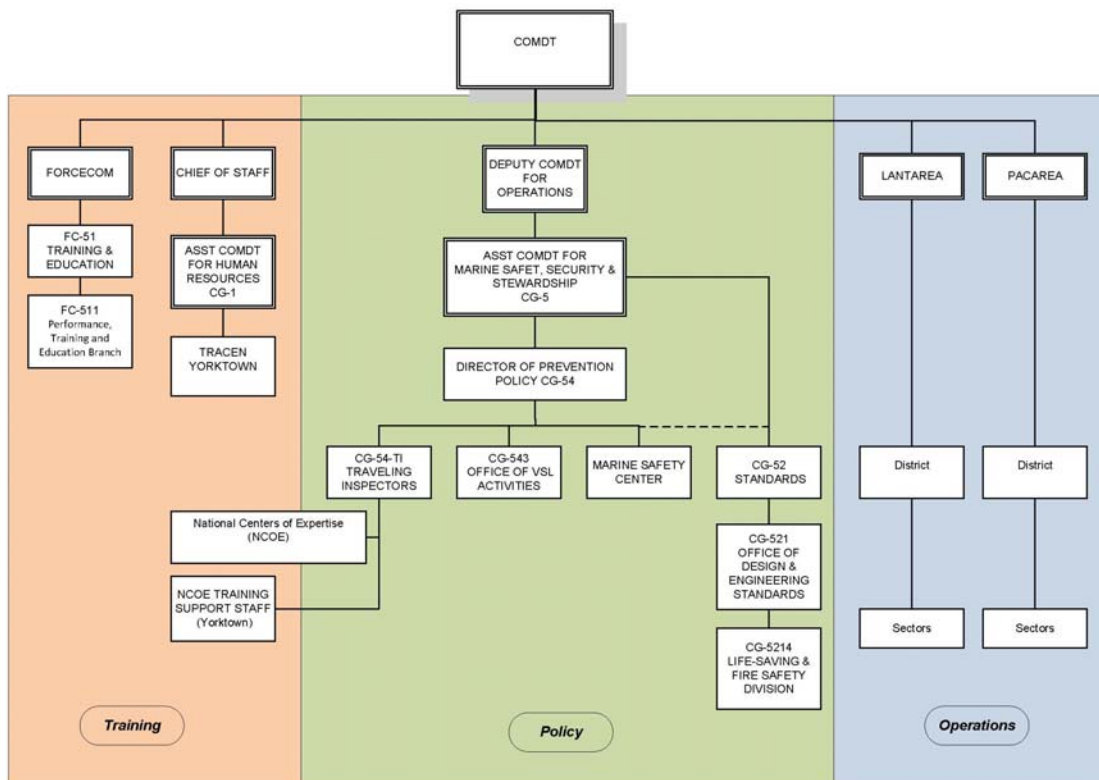 COMDT
FORCECOM
CHIEF OF STAFF
DEPUTY COMDT
FOR
OPERATIONS
LANTAREA
PACAREA
FC-51
TRAINING &
EDUCATION
ASST COMDT
FOR HUMAN
RESOURCES
CG-1
ASST COMDT FOR
MARINE SAFET, SECURITY &
STEWARDSHIP
CG-5
FC-511
Performance,
Training and
Education Branch
TRACEN
YORKTOWN
DIRECTOR OF PREVENTION
POLICY CG-54
CG-54-TI
TRAVELING
INSPECTORS
CG-543
OFFICE OF VSL
ACTIVITIES
MARINE SAFETY
CENTER
CG-52
STANDARDS
District
District
National Centers of Expertise
(NCOE)
CG-521
OFFICE OF
DESIGN &
ENGINEERING
STANDARDS
NCOE TRAINING
SUPPORT STAFF
(Yorktown)
CG-5214
LIFE-SAVING &
FIRE SAFETY
DIVISION
Sectors
Sectors
Training
Policy
Operations